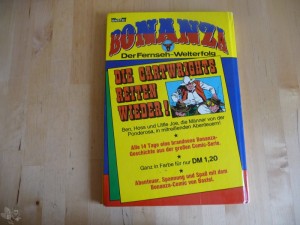 BONANZA
Der Fernseh-Welterfolg
DIE CARTWRIGHTS
REITEN
WIEDER!
Ben, Hoss und Little Joe, die Männer von der
Ponderosa, in mitreißenden Abenteuern!
Alle 14 Tage eine brandneue Bonanza-
Geschichte aus der großen Comic-Serie.
Ganz in Farbe für nur DM 1,20
Abenteuer, Spannung und Spaß mit dem
Bonanza-Comic von Bastei.